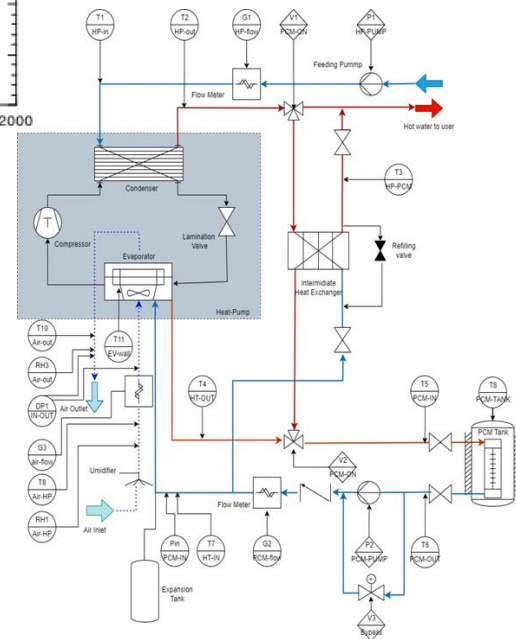 T1
HP-in
T2
HP-out
G1
HP-flow
V1
PCM-ON
P1
HP-PUMP
Feeding Pummp
Flow Meter
2000
Hot water to user
Condenser
T3
HP-PCM
Compressor
Lamination
Valve
Evaporator
Intermidiate
Heat Exchanger
Refilling
valve
Heat-Pump
T10
Air-out
T11
EV-wall
RH3
Air-out
T4
HT-OUT
T5
PCM-IN
T8
PCM-TANK
DP1
IN-OUT
Air Outlet
G3
air-flow
PCM Tank
T8
Air-HP
Umidifier
V2
PCM-ON
Flow Meter
RH1
Air-HP
Air Inlet
Pin
PCM-IN
T7
HT-IN
G2
PCM-flow
P2
PCM-PUMP
T6
PCM-OUT
Expansion
Tank
V3
Bypass